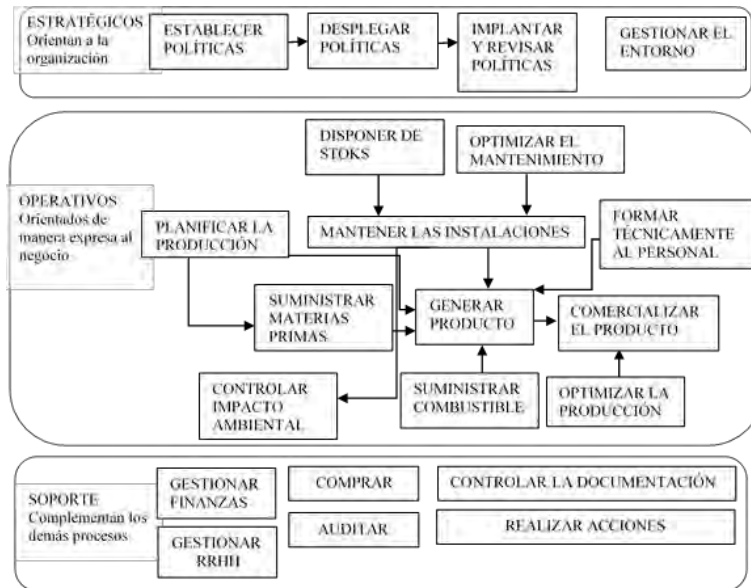 ESTRATÉGICOS
Orientan a la
organización
ESTABLECER
POLÍTICAS
DESPLEGAR
POLÍTICAS
IMPLANTAR
Y REVISAR
POLÍTICAS
GESTIONAR EL
ENTORNO
DISPONER DE
STOKS
OPTIMIZAR EL
MANTENIMIENTO
OPERATIVOS
Orientados de
manera expresa al
negócio
PLANIFICAR LA
PRODUCCIÓN
MANTENER LAS INSTALACIONES
FORMAR
TÉCNICAMENTE
AL PERSONAL
SUMINISTRAR
MATERIAS
PRIMAS
GENERAR
PRODUCTO
COMERCIALIZAR
EL PRODUCTO
CONTROLAR
IMPACTO
AMBIENTAL
SUMINISTRAR
COMBUSTIBLE
OPTIMIZAR LA
PRODUCCIÓN
SOPORTE
Complementan los
demás procesos
GESTIONAR
FINANZAS
COMPRAR
CONTROLAR LA DOCUMENTACIÓN
GESTIONAR
RRHH
AUDITAR
REALIZAR ACCIONES